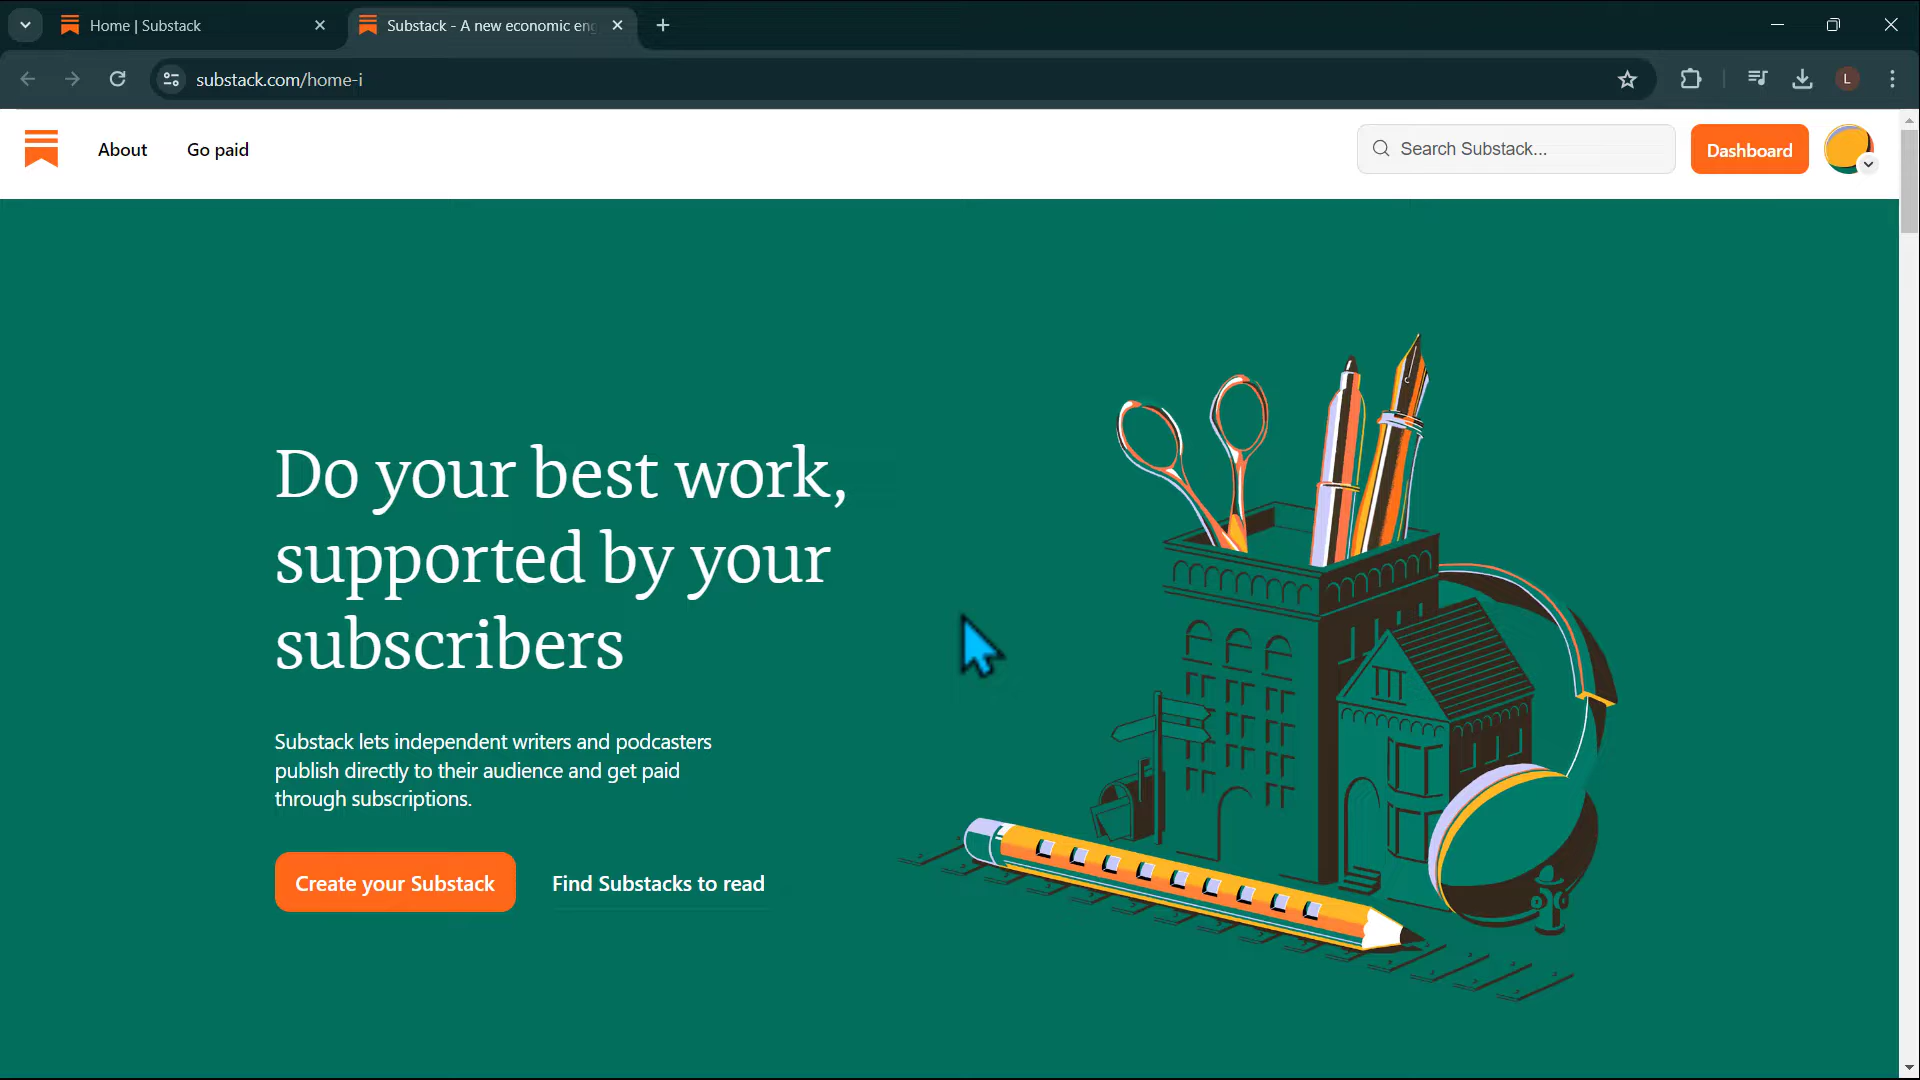 Home | Substack
Substack - A new economic eng
substack.com/home-i
L
About
Go paid
Search Substack...
Dashboard
Do your best work,
supported by your
subscribers
Substack lets independent writers and podcasters
publish directly to their audience and get paid
through subscriptions.
Create your Substack
Find Substacks to read